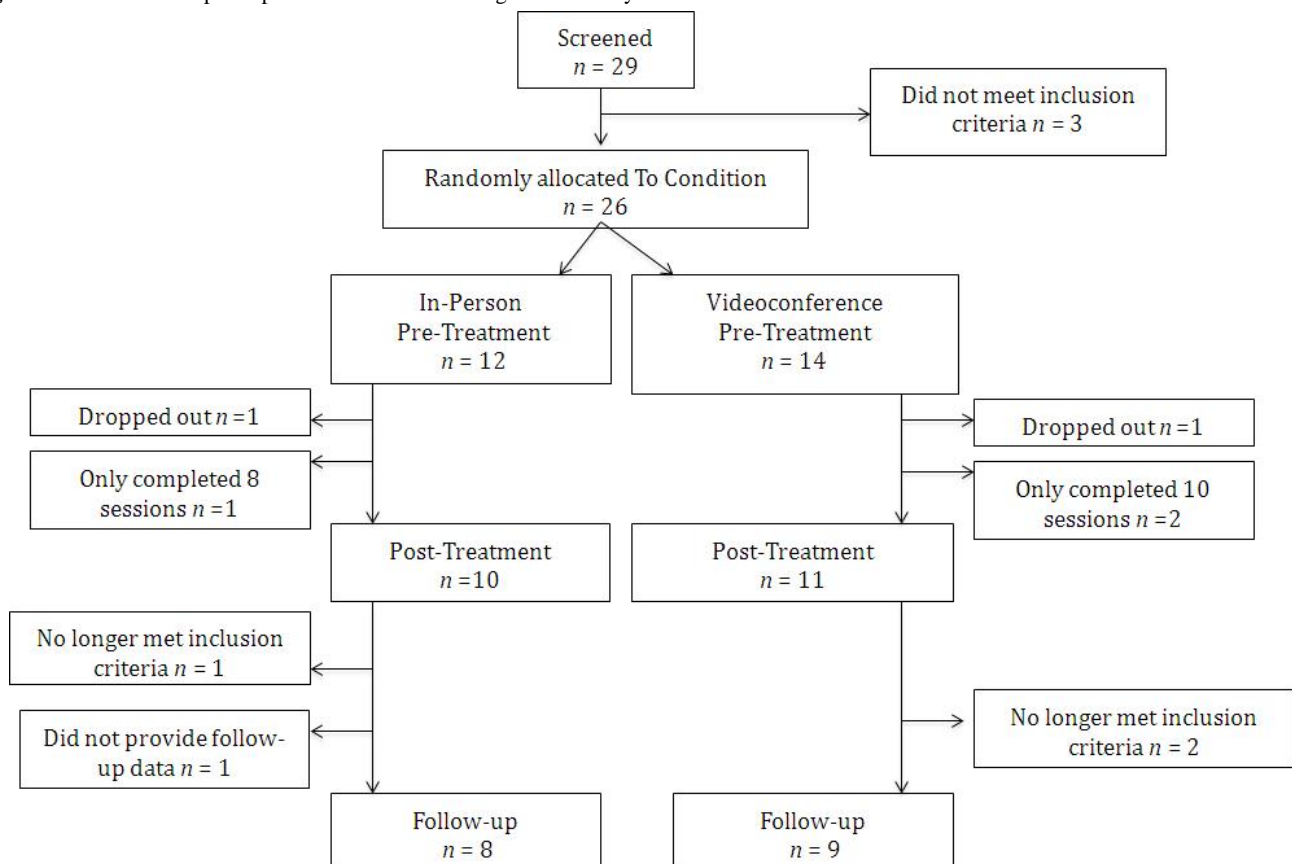 Screened
n = 29
Did not meet inclusion
criteria n = 3
Randomly allocated To Condition
n = 26
In-Person
Pre-Treatment
n = 12
Videoconference
Pre-Treatment
n = 14
Dropped out n =1
Dropped out n =1
Only completed 8
sessions n =1
Only completed 10
sessions n =2
Post-Treatment
n =10
Post-Treatment
n = 11
No longer met inclusion
criteria n = 1
Did not provide follow-
up data n = 1
No longer met inclusion
criteria n = 2
Follow-up
n = 8
Follow-up
n = 9